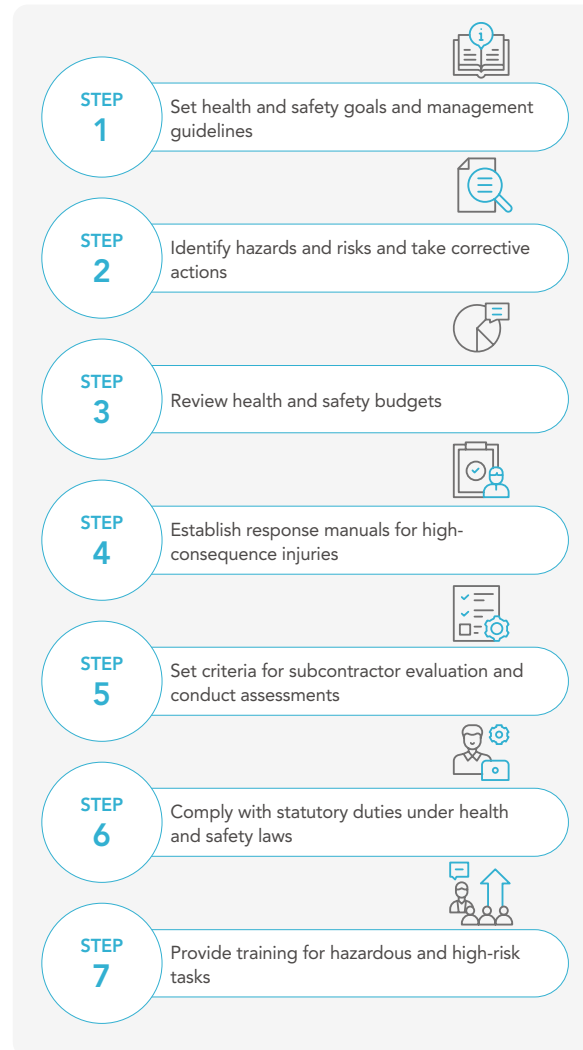 STEP
1
Set health and safety goals and management
guidelines
STEP
2
Identify hazards and risks and take corrective
actions
STEP
3
Review health and safety budgets
STEP
4
Establish response manuals for high-
consequence injuries
STEP
5
Set criteria for subcontractor evaluation and
conduct assessments
STEP
6
Comply with statutory duties under health
and safety laws
STEP
7
Provide training for hazardous and high-risk
tasks